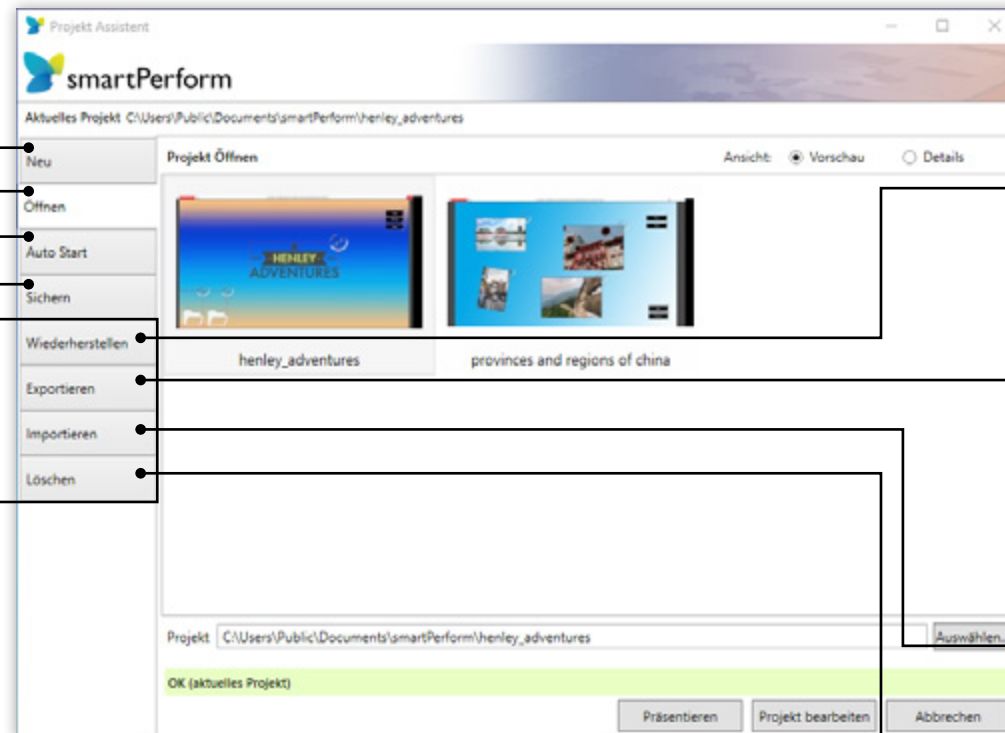 Projekt Assistent
smartPerform
Aktuelles Projekt C:\Users\Public\Documents\smartPerform\henley_adventures
Neu
Öffnen
Auto Start
Sichern
Wiederherstellen
Exportieren
Importieren
Löschen
Projekt Öffnen
Ansicht: Vorschau Details
HENLEY
ADVENTURES
henley_adventures
provinces and regions of china
Projekt C:\Users\Public\Documents\smartPerform\henley_adventures
Auswählen...
OK (aktuelles Projekt)
Präsentieren
Projekt bearbeiten
Abbrechen